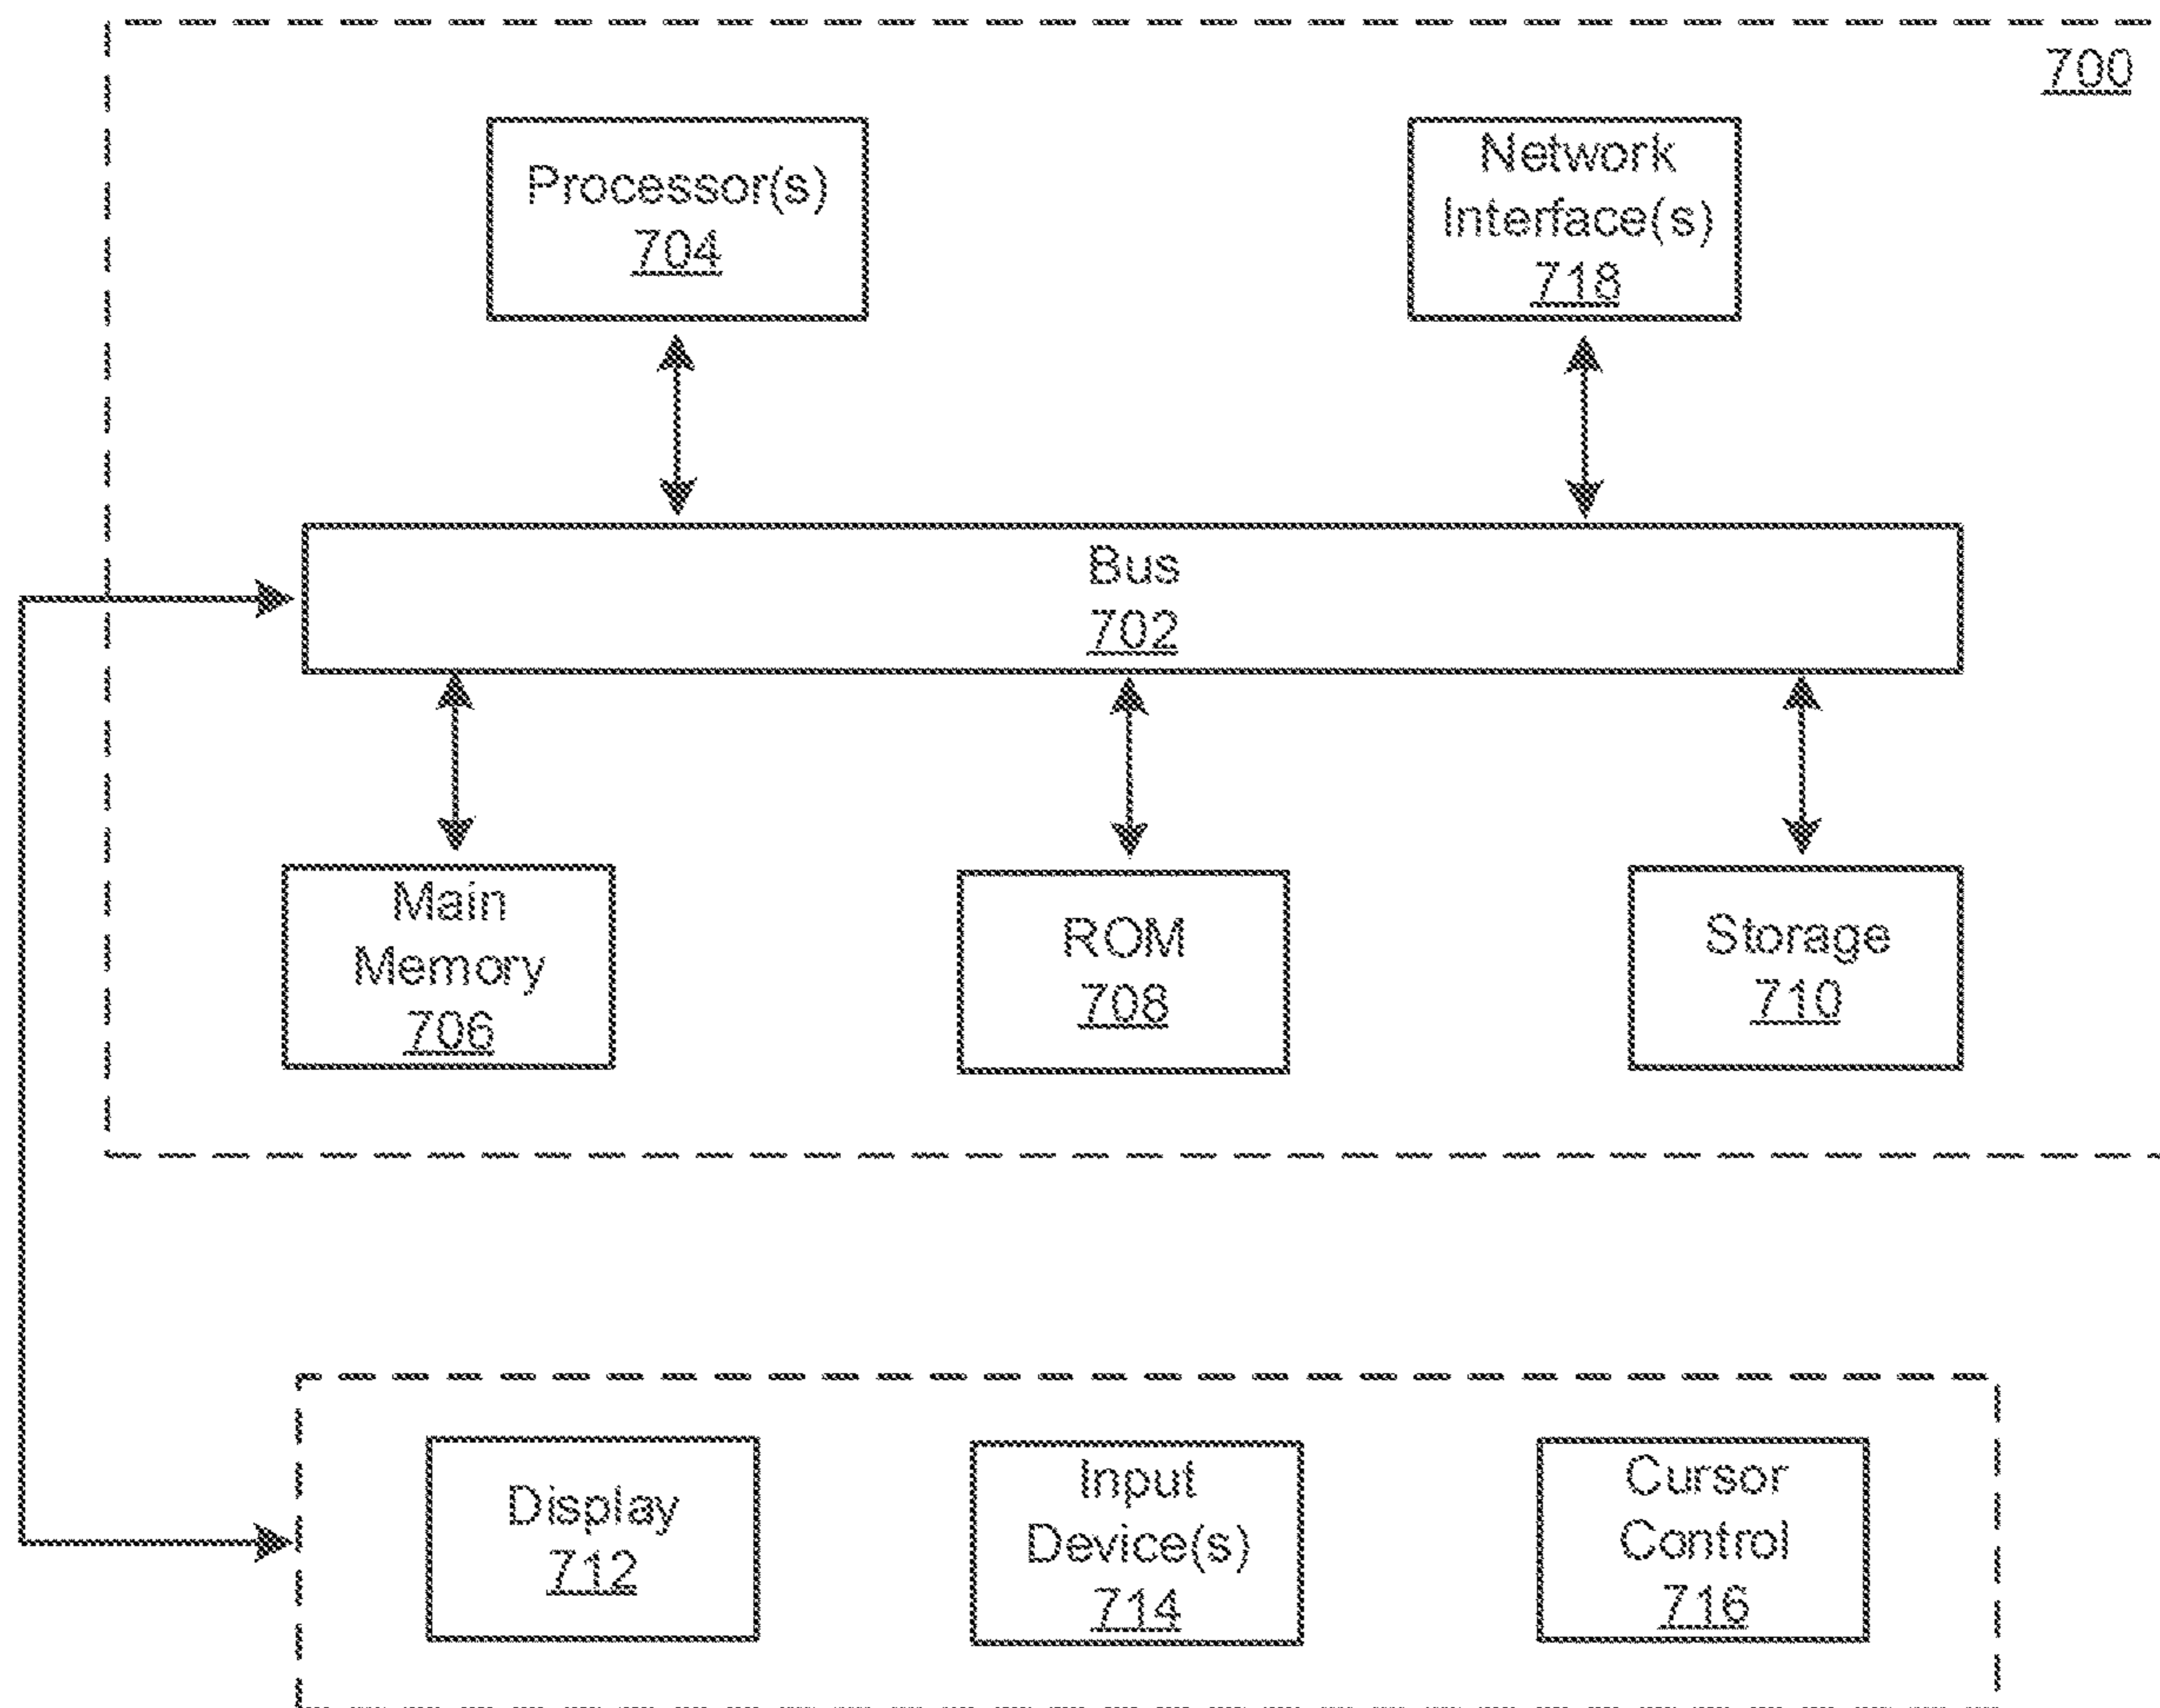 700
Processor(s)
704
Network
Interface(s)
718
Bus
702
Main
Memory
706
ROM
708
Storage
710
Display
712
Input
Device(s)
714
Cursor
Control
716